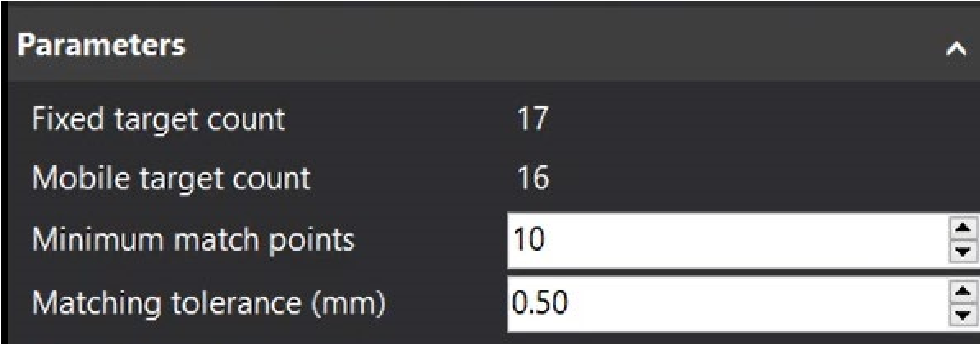 Parameters
Fixed target count 17
Mobile target count 16
Minimum match points 10
Matching tolerance (mm) 0.50